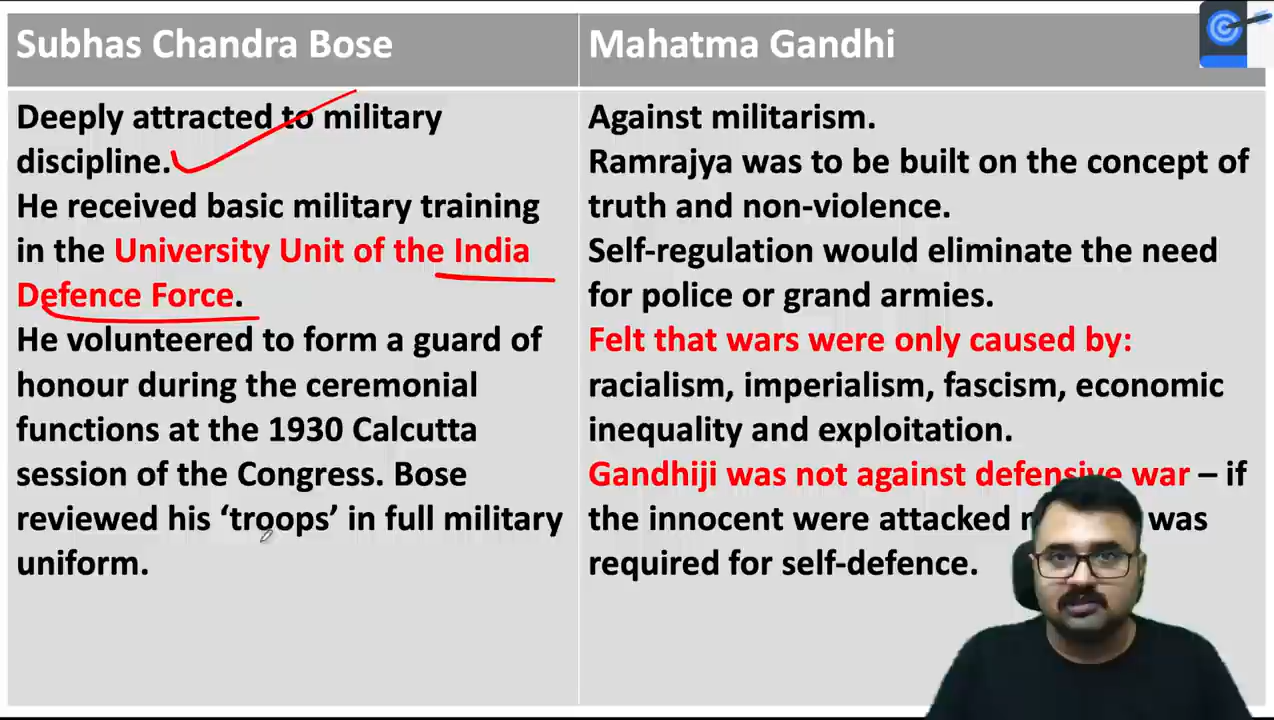 Subhas Chandra Bose
Deeply attracted to military
discipline.
He received basic military training
in the University Unit of the India
Defence Force.
He volunteered to form a guard of
honour during the ceremonial
functions at the 1930 Calcutta
session of the Congress. Bose
reviewed his ‘troops’ in full military
uniform.
Mahatma Gandhi
Against militarism.
Ramrajya was to be built on the concept of
truth and non-violence.
Self-regulation would eliminate the need
for police or grand armies.
Felt that wars were only caused by:
racialism, imperialism, fascism, economic
inequality and exploitation.
Gandhiji was not against defensive war – if
the innocent were attacked was
required for self-defence.